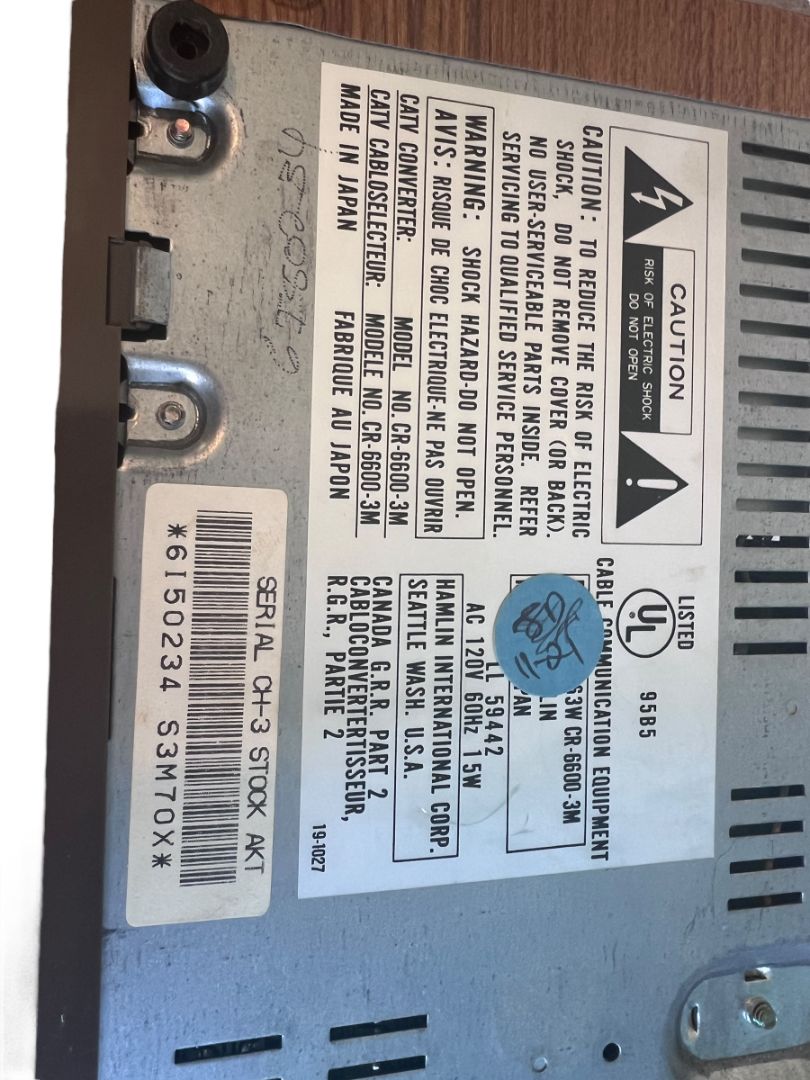 CAUTION
RISK OF ELECTRIC SHOCK
DO NOT OPEN
CAUTION: TO REDUCE THE RISK OF ELECTRIC
SHOCK, DO NOT REMOVE COVER (OR BACK).
NO USER-SERVICEABLE PARTS INSIDE. REFER
SERVICING TO QUALIFIED SERVICE PERSONNEL.
WARNING: SHOCK HAZARD-DO NOT OPEN.
AVIS: RISQUE DE CHOC ELECTRIQUE-NE PAS OUVRIR
CATV CONVERTER: MODEL NO. CR-6600-3M
CATV CABLOSELECTEUR: MODELE NO. CR-6600-3M
MADE IN JAPAN FABRIQUE AU JAPON
LISTED
UL
95B5
CABLE COMMUNICATION EQUIPMENT
63W CR-6600-3M
LIN
PAN
LL 59442
AC 120V 60Hz 15W
HAMLIN INTERNATIONAL CORP.
SEATTLE WASH. U.S.A.
CANADA G.R.R. PART 2
CABLOCONVERTERTISSEUR,
R.G.R., PARTIE 2
19-1027
SERIAL CH-3 STOCK AKT
*6150234 S3M70X*